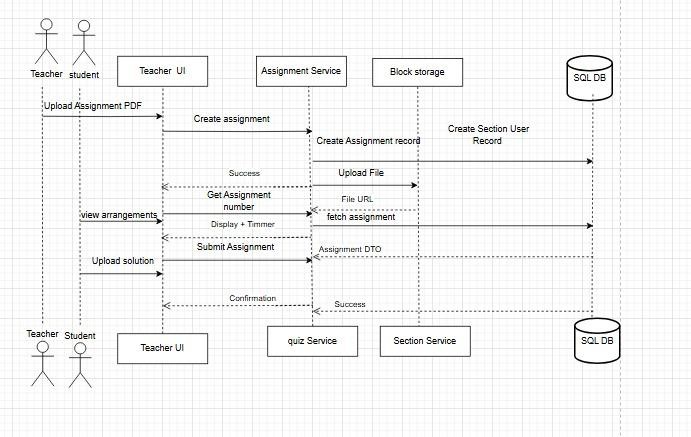 Teacher
student
Teacher UI
Assignment Service
Block storage
SQL DB
Upload Assignment PDF
Create assignment
Create Assignment record
Create Section User
Record
Success
Upload File
Get Assignment
number
File URL
view arrangements
Display + Timmer
fetch assignment
Submit Assignment
Assignment DTO
Upload solution
Confirmation
Success
Teacher
Student
Teacher UI
quiz Service
Section Service
SQL DB